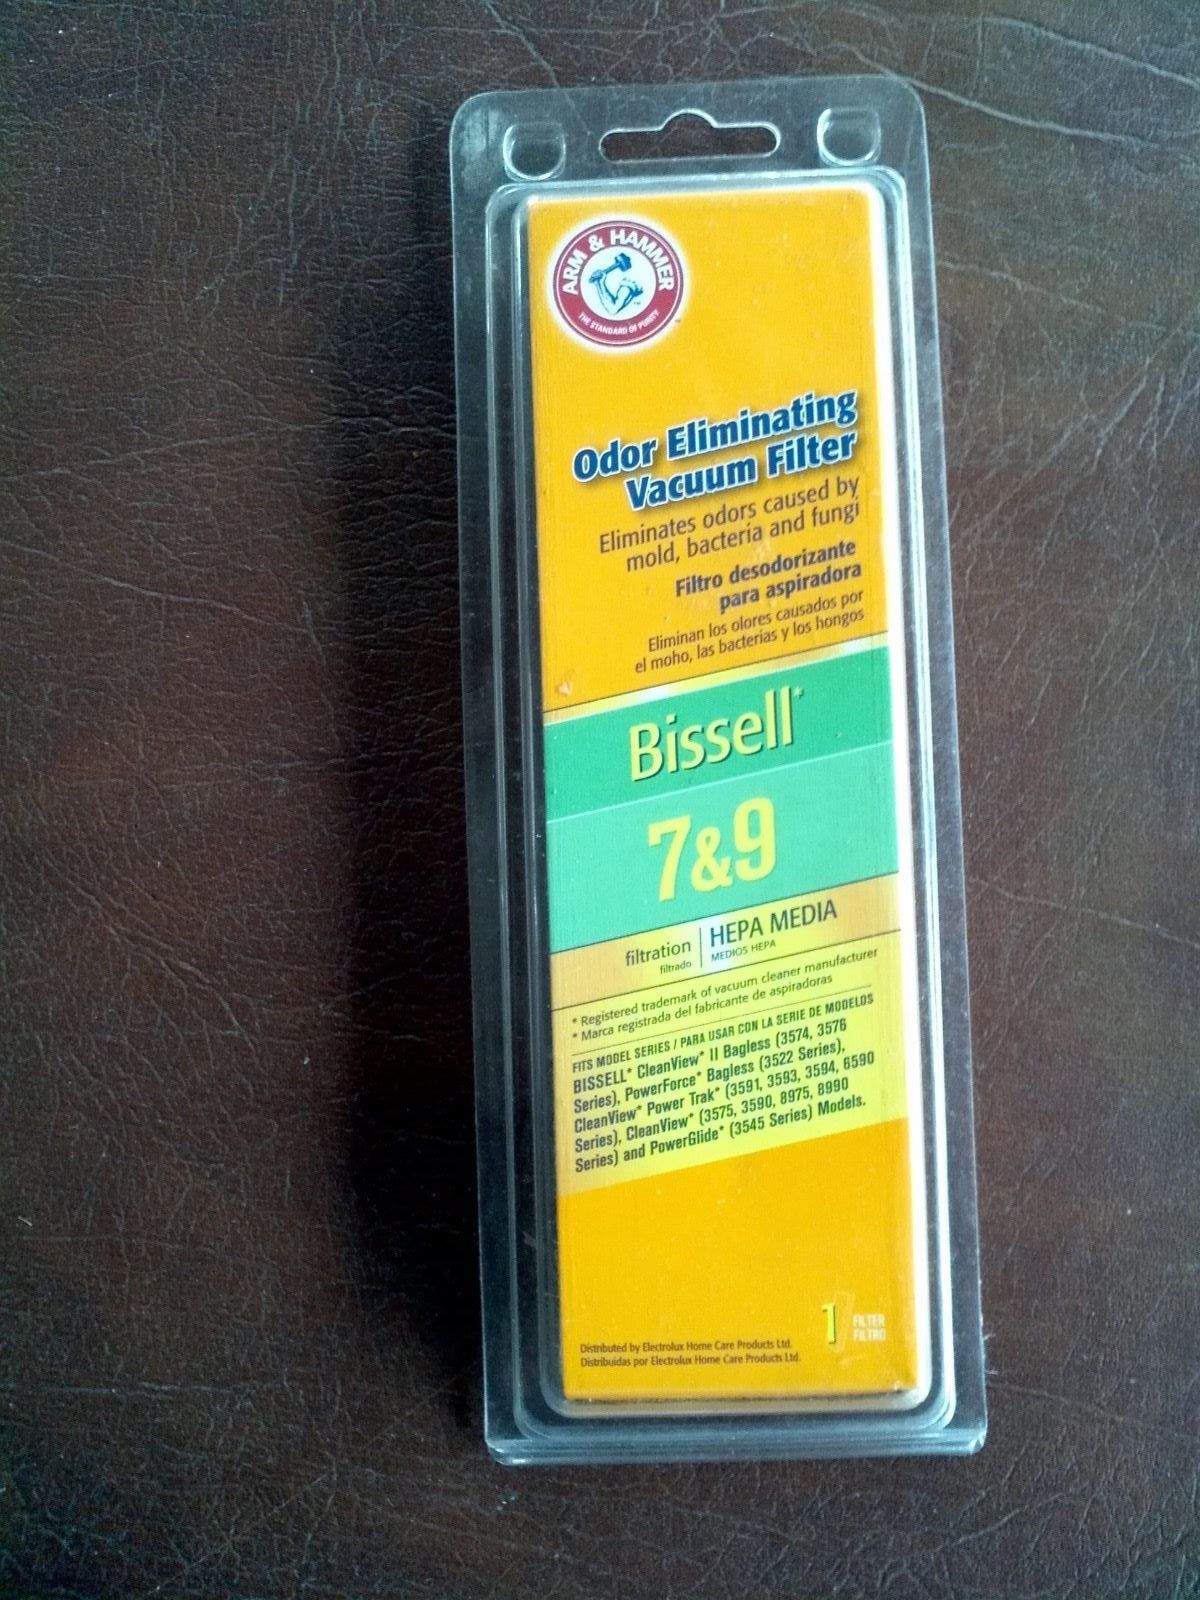 ARM & HAMMER
THE STANDARD OF PURITY
™
Odor Eliminating
Vacuum Filter
Eliminates odors caused by
mold, bacteria and fungi
Filtro desodorizante
para aspiradora
Eliminan los olores causados por
el moho, las bacterias y los hongos
Bissell*
7&9
filtration | HEPA MEDIA
filtrado MEDIOS HEPA
* Registered trademark of vacuum cleaner manufacturer
* Marca registrada del fabricante de aspiradoras
FITS MODEL SERIES / PARA USAR CON LA SERIE DE MODELOS
BISSELL* CleanView* II Bagless (3574, 3576
Series), PowerForce* Bagless (3522 Series),
CleanView* Power Trak* (3591, 3593, 3594, 6590
Series), CleanView* (3575, 3590, 8975, 8990
Series) and PowerGlide* (3545 Series) Models.
1 FILTER
FILTRO
Distributed by Electrolux Home Care Products Ltd.
Distribuidas por Electrolux Home Care Products Ltd.